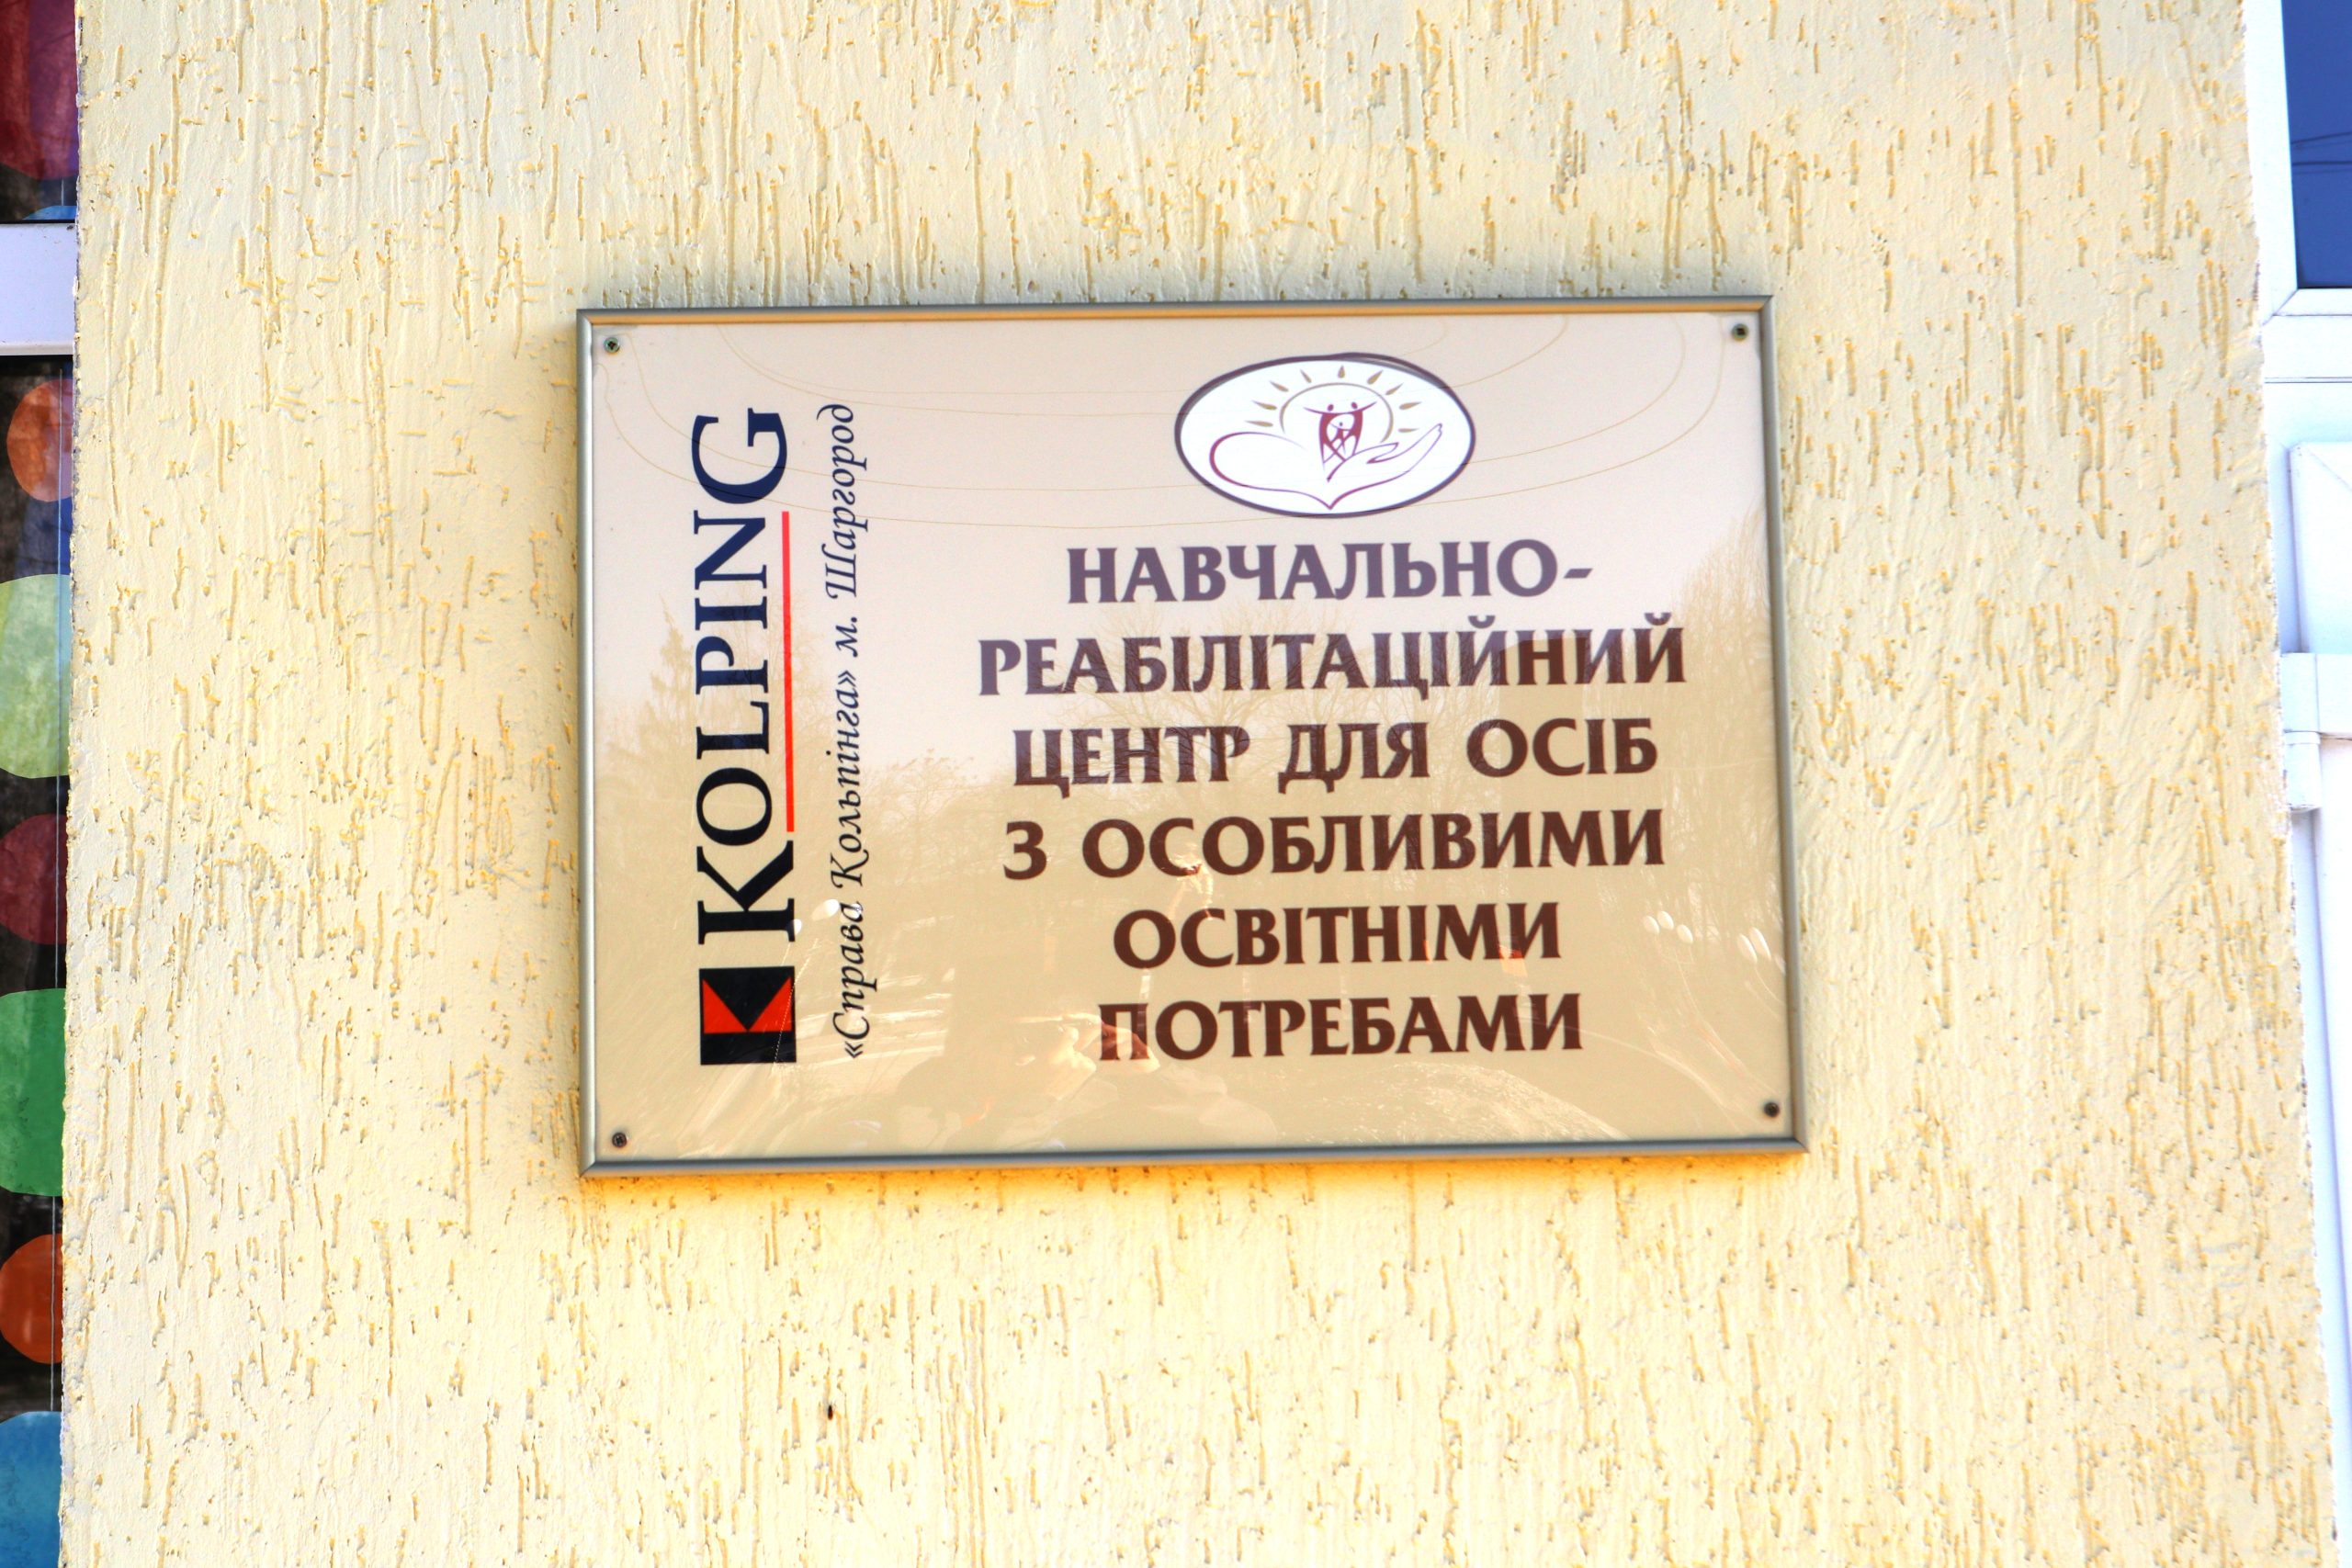 KOLPING
«Справа Кольпінга» м. Шаргород
НАВЧАЛЬНО-
РЕАБІЛІТАЦІЙНИЙ
ЦЕНТР ДЛЯ ОСІБ
З ОСОБЛИВИМИ
ОСВІТНІМИ
ПОТРЕБАМИ